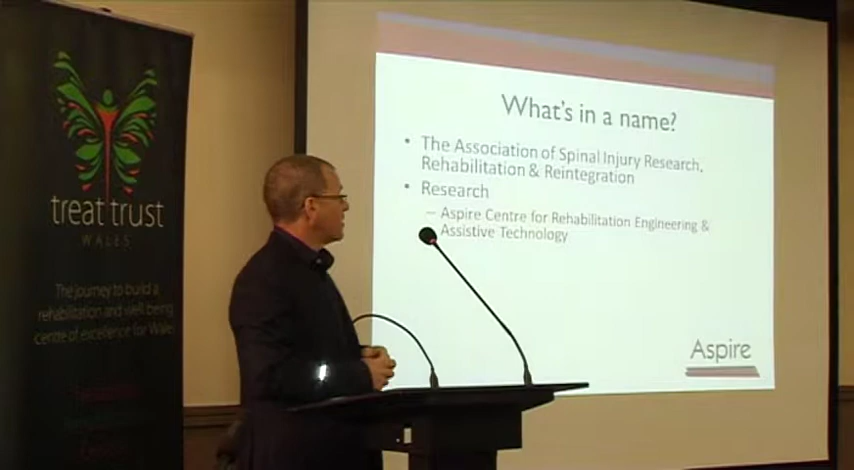 treat trust
WALES
The journey to build a
rehabilitation and well being
centre of excellence for Wales
What's in a name?
• The Association of Spinal Injury Research,
Rehabilitation & Reintegration
• Research
– Aspire Centre for Rehabilitation Engineering &
Assistive Technology
Aspire